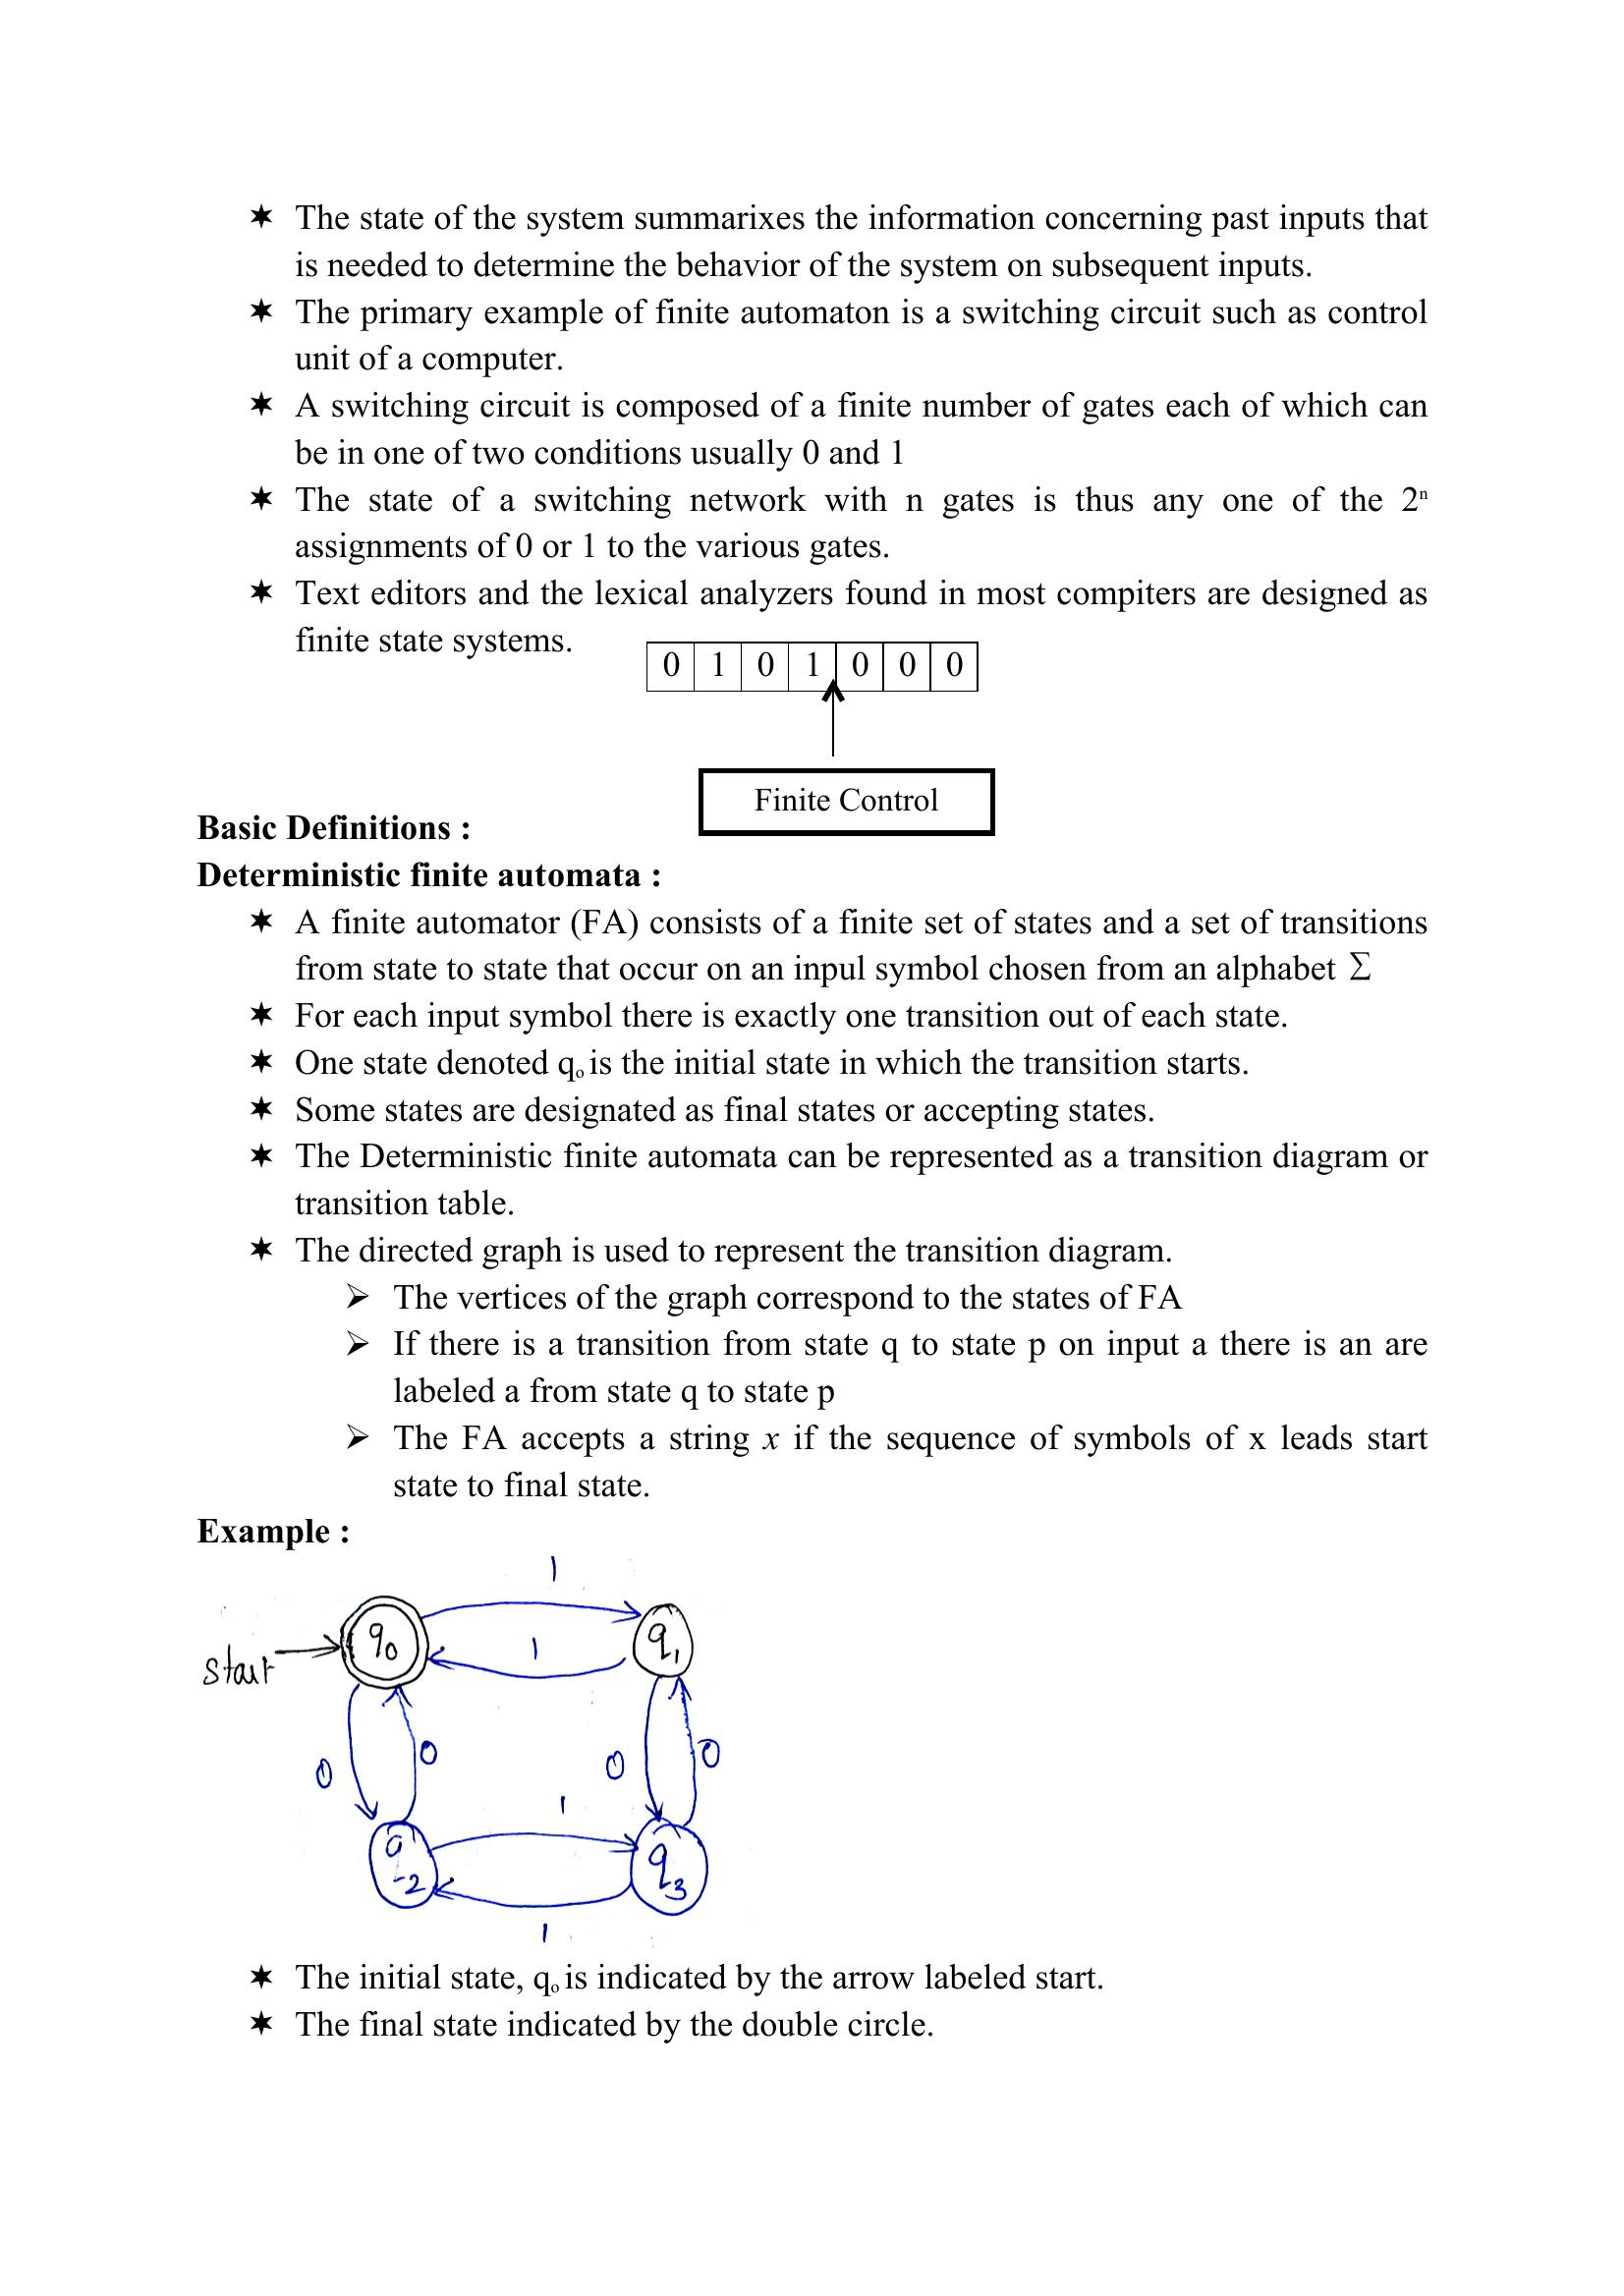 ✶ The state of the system summarixes the information concerning past inputs that
is needed to determine the behavior of the system on subsequent inputs.
✶ The primary example of finite automaton is a switching circuit such as control
unit of a computer.
✶ A switching circuit is composed of a finite number of gates each of which can
be in one of two conditions usually 0 and 1
✶ The state of a switching network with n gates is thus any one of the 2ⁿ
assignments of 0 or 1 to the various gates.
✶ Text editors and the lexical analyzers found in most compiters are designed as
finite state systems.
0 1 0 1 0 0 0
Finite Control
Basic Definitions :
Deterministic finite automata :
✶ A finite automator (FA) consists of a finite set of states and a set of transitions
from state to state that occur on an inpul symbol chosen from an alphabet ∑
✶ For each input symbol there is exactly one transition out of each state.
✶ One state denoted qₒ is the initial state in which the transition starts.
✶ Some states are designated as final states or accepting states.
✶ The Deterministic finite automata can be represented as a transition diagram or
transition table.
✶ The directed graph is used to represent the transition diagram.
➢ The vertices of the graph correspond to the states of FA
➢ If there is a transition from state q to state p on input a there is an are
labeled a from state q to state p
➢ The FA accepts a string x if the sequence of symbols of x leads start
state to final state.
Example :
1
start q₀ 1 q₁
0 0 0 0
1
q₂ q₃
1
✶ The initial state, qₒ is indicated by the arrow labeled start.
✶ The final state indicated by the double circle.